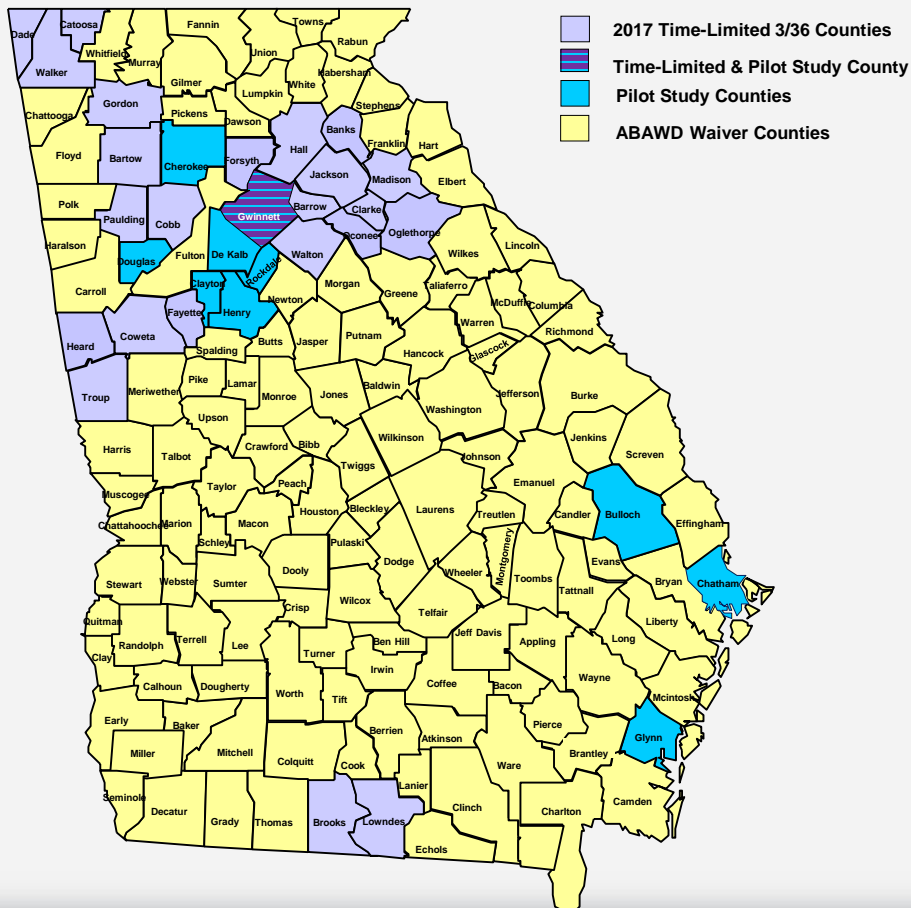 2017 Time-Limited 3/36 Counties
Time-Limited & Pilot Study County
Pilot Study Counties
ABAWD Waiver Counties
Dade
Catoosa
Walker
Whitfield
Murray
Fannin
Gilmer
Union
Towns
Rabun
Lumpkin
White
Habersham
Stephens
Chattooga
Gordon
Pickens
Dawson
Hall
Banks
Franklin
Hart
Floyd
Bartow
Cherokee
Forsyth
Jackson
Madison
Elbert
Polk
Paulding
Cobb
Gwinnett
Barrow
Clarke
Oconee
Oglethorpe
Wilkes
Lincoln
Haralson
Douglas
Fulton
De Kalb
Rockdale
Walton
Morgan
Greene
Taliaferro
McDuffie
Columbia
Carroll
Clayton
Henry
Newton
Fayette
Warren
Richmond
Heard
Coweta
Spalding
Butts
Jasper
Putnam
Hancock
Glascock
Troup
Meriwether
Pike
Lamar
Monroe
Jones
Baldwin
Washington
Jefferson
Burke
Upson
Harris
Talbot
Crawford
Bibb
Wilkinson
Johnson
Jenkins
Screven
Twiggs
Muscogee
Taylor
Peach
Houston
Bleckley
Laurens
Emanuel
Treutlen
Candler
Bulloch
Effingham
Chattahoochee
Marion
Schley
Macon
Pulaski
Dooly
Dodge
Wheeler
Montgomery
Toombs
Tattnall
Evans
Bryan
Chatham
Stewart
Webster
Sumter
Crisp
Wilcox
Telfair
Liberty
Quitman
Randolph
Terrell
Lee
Turner
Ben Hill
Jeff Davis
Appling
Long
Clay
Irwin
Calhoun
Dougherty
Worth
Tift
Coffee
Bacon
Wayne
Mcintosh
Early
Baker
Mitchell
Berrien
Atkinson
Pierce
Glynn
Miller
Colquitt
Cook
Ware
Brantley
Seminole
Decatur
Grady
Thomas
Brooks
Lowndes
Lanier
Clinch
Charlton
Camden
Echols